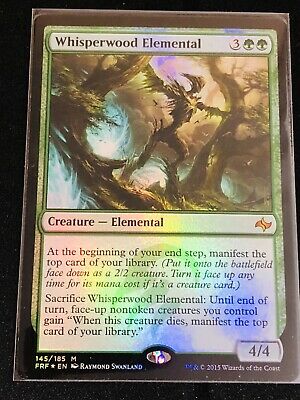 Whisperwood Elemental 3
Creature — Elemental
At the beginning of your end step, manifest the
top card of your library. (Put it onto the battlefield
face down as a 2/2 creature. Turn it face up any
time for its mana cost if it's a creature card.)
Sacrifice Whisperwood Elemental: Until end of
turn, face-up nontoken creatures you control
gain "When this creature dies, manifest the
top card of your library."
4/4
145/185 M
FRF ★ EN Raymond Swanland
™ & © 2015 Wizards of the Coast